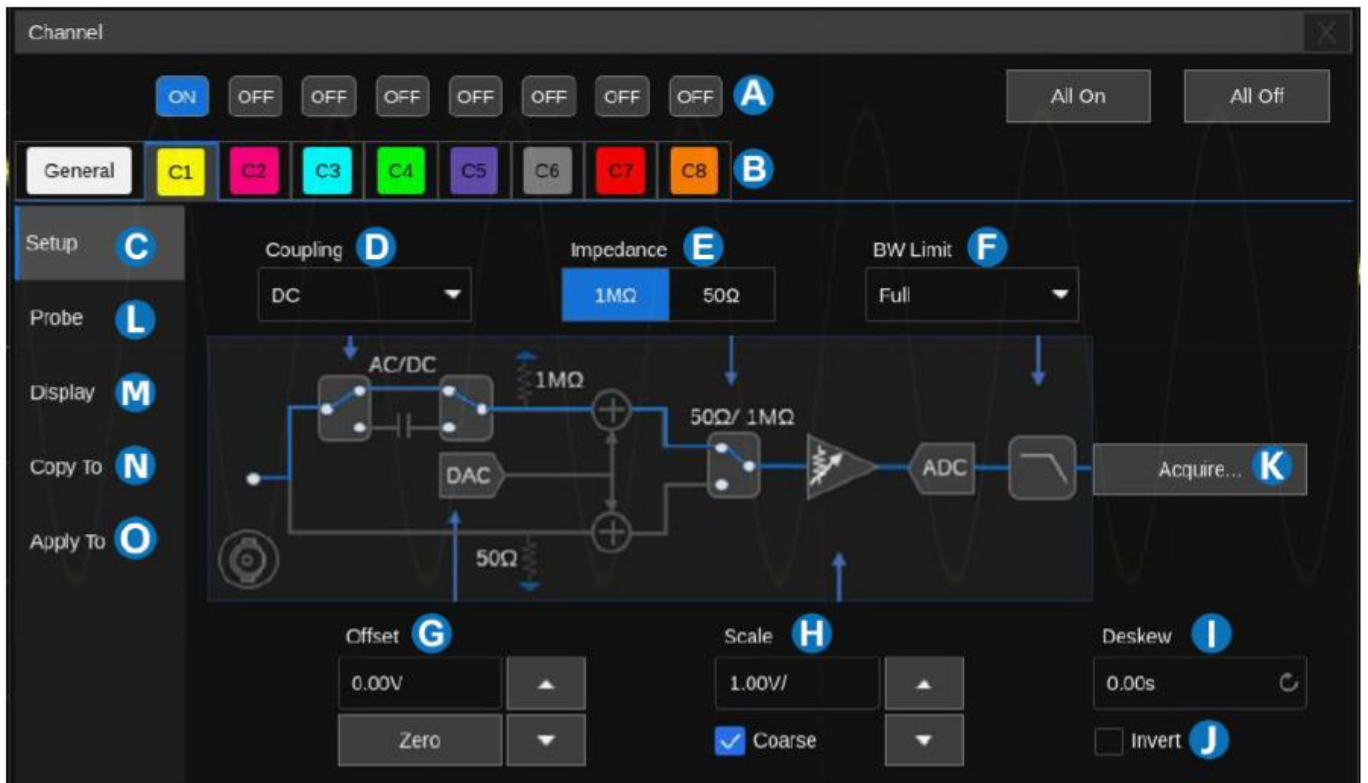 Channel X
ON OFF OFF OFF OFF OFF OFF OFF A All On All Off
General C1 C2 C3 C4 C5 C6 C7 C8 B
Setup C Coupling D Impedance E BW Limit F
DC 1MΩ 50Ω Full
Probe L
AC/DC 1MΩ
Display M
50Ω/ 1MΩ
Copy To N DAC ADC Acquire... K
Apply To O
50Ω
Offset G Scale H Deskew I
0.00V 1.00V/ 0.00s
Zero Coarse Invert J